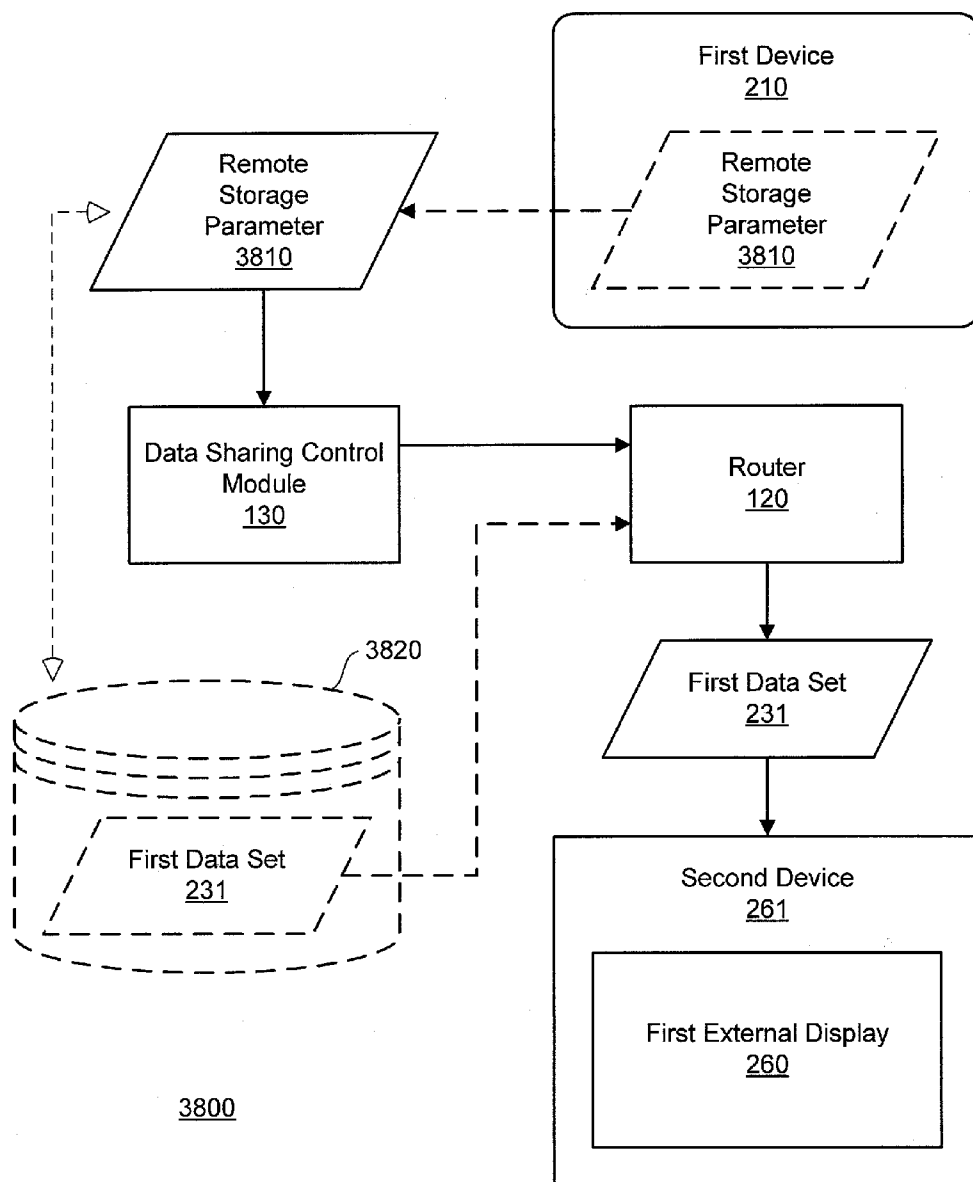 First Device
210
Remote
Storage
Parameter
3810
Remote
Storage
Parameter
3810
Data Sharing Control
Module
130
Router
120
3820
First Data Set
231
First Data Set
231
Second Device
261
First External Display
260
3800